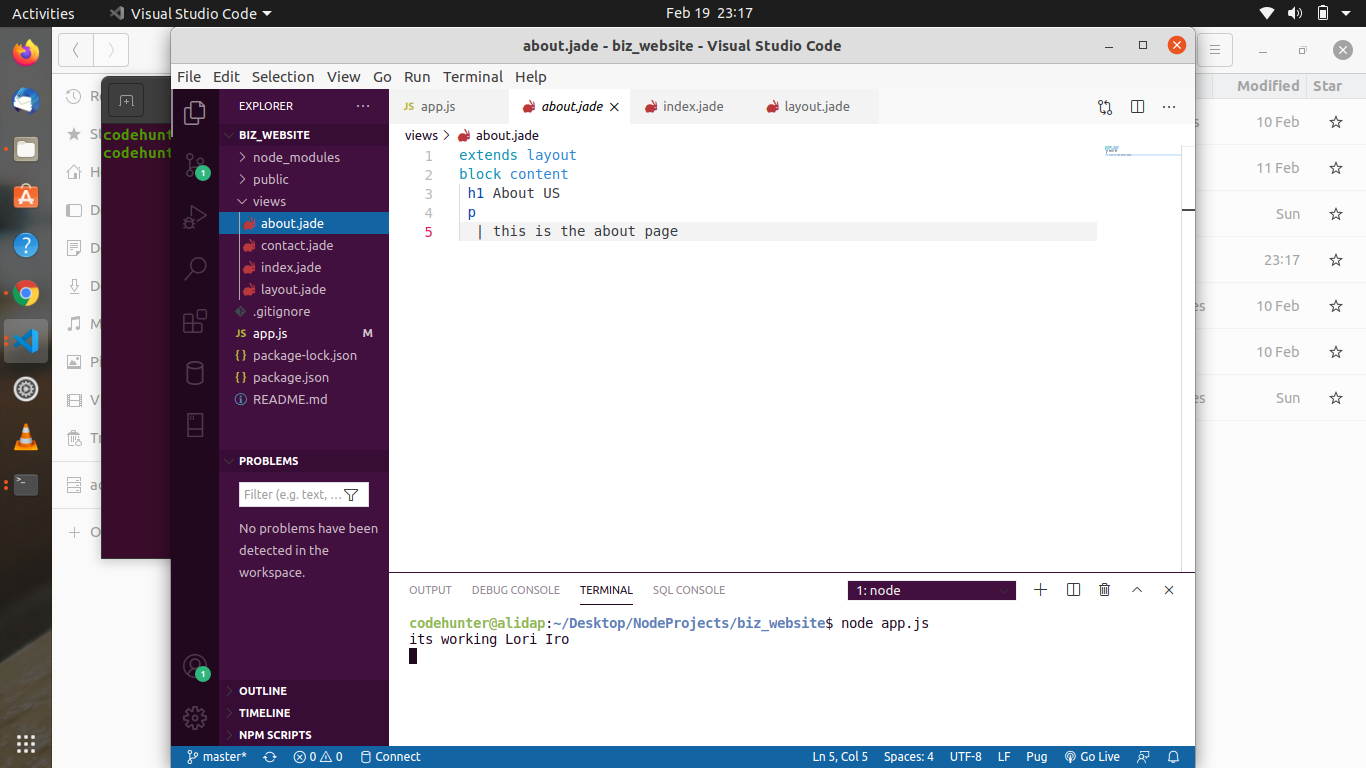 Activities
Visual Studio Code
Feb 19 23:17
about.jade - biz_website - Visual Studio Code
File Edit Selection View Go Run Terminal Help
EXPLORER
BIZ_WEBSITE
node_modules
public
views
about.jade
contact.jade
index.jade
layout.jade
.gitignore
JS app.js M
{} package-lock.json
{} package.json
README.md
PROBLEMS
Filter (e.g. text, ...
No problems have been
detected in the
workspace.
OUTLINE
TIMELINE
NPM SCRIPTS
1
1
JS app.js
about.jade
index.jade
layout.jade
views > about.jade
1 extends layout
2 block content
3 h1 About US
4 p
5 | this is the about page
OUTPUT DEBUG CONSOLE TERMINAL SQL CONSOLE
1: node
codehunter@alidap:~/Desktop/NodeProjects/biz_website$ node app.js
its working Lori Iro
master*
0 0
Connect
Ln 5, Col 5
Spaces: 4
UTF-8
LF
Pug
Go Live
codehunt
codehunt
Modified Star
10 Feb
11 Feb
Sun
23:17
10 Feb
10 Feb
Sun